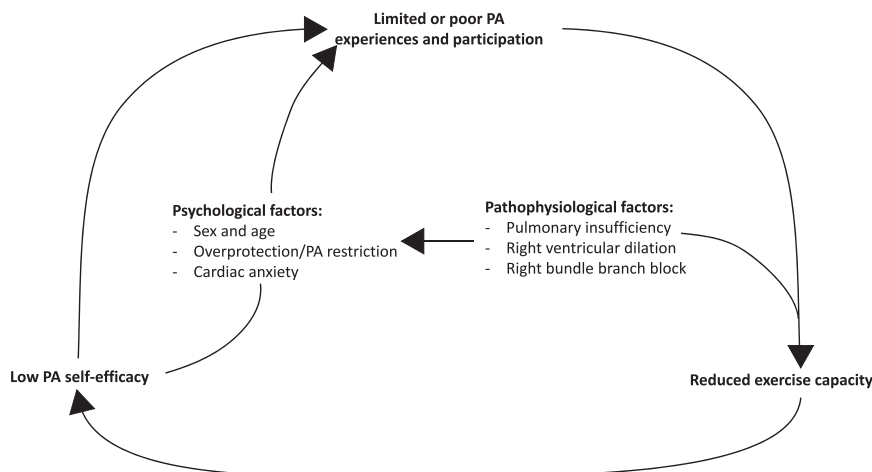 Limited or poor PA
experiences and participation
Psychological factors:
- Sex and age
- Overprotection/PA restriction
- Cardiac anxiety
Pathophysiological factors:
- Pulmonary insufficiency
- Right ventricular dilation
- Right bundle branch block
Low PA self-efficacy
Reduced exercise capacity